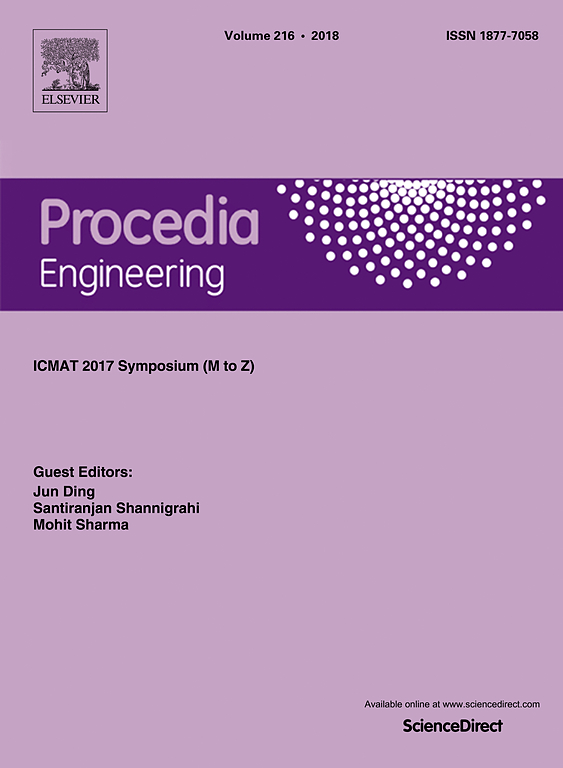 Volume 216 • 2018
ISSN 1877-7058
ELSEVIER
Procedia
Engineering
ICMAT 2017 Symposium (M to Z)
Guest Editors:
Jun Ding
Santiranjan Shannigrahi
Mohit Sharma
Available online at www.sciencedirect.com
ScienceDirect